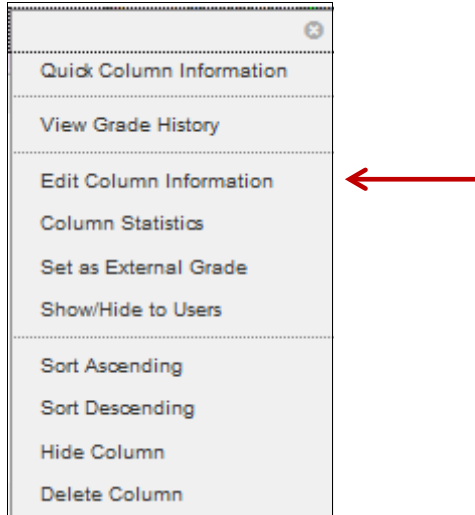 Quick Column Information
View Grade History
Edit Column Information
Column Statistics
Set as External Grade
Show/Hide to Users
Sort Ascending
Sort Descending
Hide Column
Delete Column